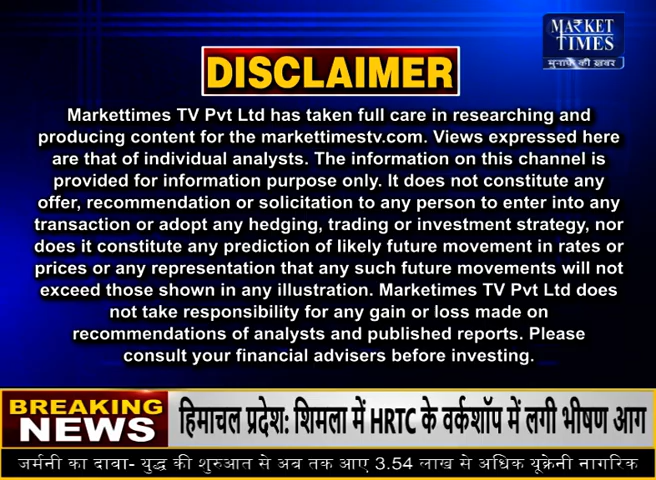 MARKET
TIMES
मुनाफे की ख़बर
DISCLAIMER
Markettimes TV Pvt Ltd has taken full care in researching and
producing content for the markettimestv.com. Views expressed here
are that of individual analysts. The information on this channel is
provided for information purpose only. It does not constitute any
offer, recommendation or solicitation to any person to enter into any
transaction or adopt any hedging, trading or investment strategy, nor
does it constitute any prediction of likely future movement in rates or
prices or any representation that any such future movements will not
exceed those shown in any illustration. Marketimes TV Pvt Ltd does
not take responsibility for any gain or loss made on
recommendations of analysts and published reports. Please
consult your financial advisers before investing.
BREAKING
NEWS
हिमाचल प्रदेश: शिमला में HRTC के वर्कशॉप में लगी भीषण आग
जर्मनी का दावा- युद्ध की शुरुआत से अब तक आए 3.54 लाख से अधिक यूक्रेनी नागरिक